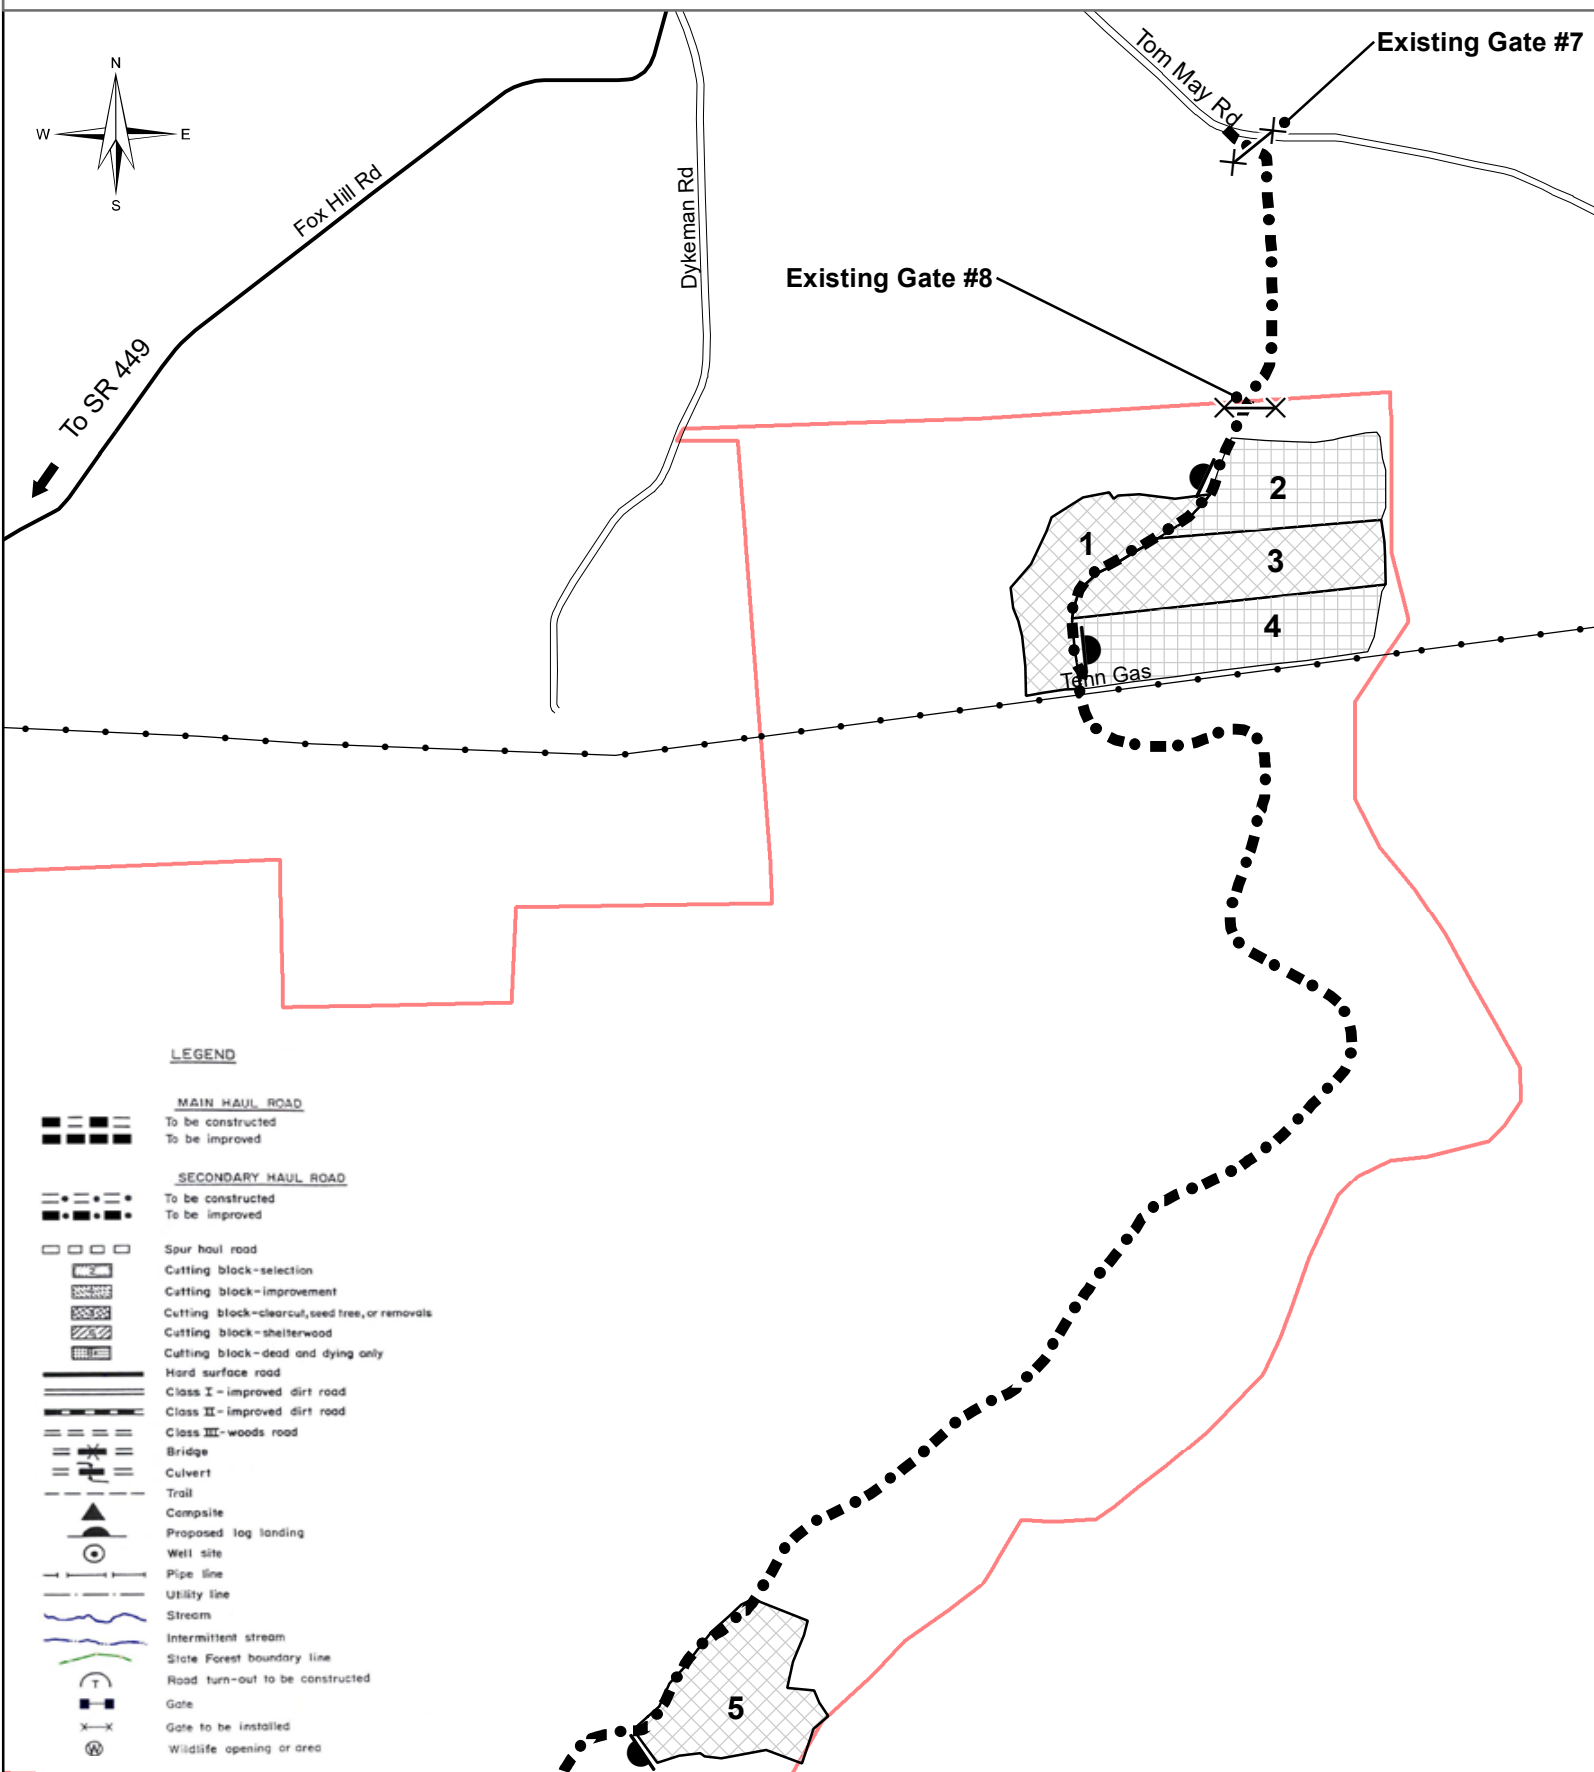 Existing Gate #7
Tom May Rd
N
W E
S
Fox Hill Rd
Dykeman Rd
Existing Gate #8
To SR 449
2
1
3
4
Tenn Gas
LEGEND
MAIN HAUL ROAD
To be constructed
To be improved
SECONDARY HAUL ROAD
To be constructed
To be improved
Spur haul road
Cutting block-selection
Cutting block-improvement
Cutting block-clearcut, seed tree, or removals
Cutting block-shelterwood
Cutting block-dead and dying only
Hard surface road
Class I - improved dirt road
Class II - improved dirt road
Class III - woods road
Bridge
Culvert
Trail
Campsite
Proposed log landing
Well site
Pipe line
Utility line
Stream
Intermittent stream
State Forest boundary line
T Road turn-out to be constructed
Gate
Gate to be installed
W Wildlife opening or area
5